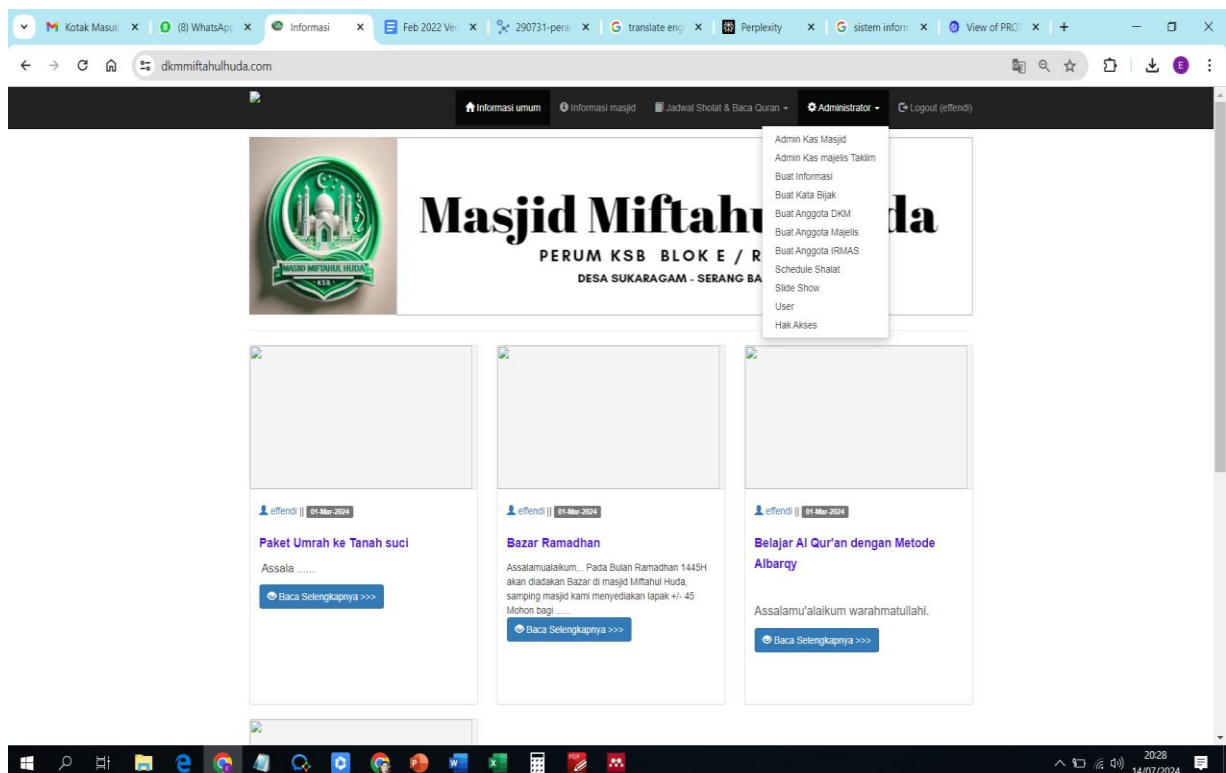 Kotak Masuk
(8) WhatsApp
Informasi
Feb 2022 Ver
290731-pera
translate eng
Perplexity
sistem inform
View of PROT
dkmmiftahulhuda.com
E
Informasi umum
Informasi masjid
Jadwal Sholat & Baca Quran
Administrator
Logout (effendi)
Admin Kas Masjid
Admin Kas majelis Taklim
Buat Informasi
Buat Kata Bijak
Buat Anggota DKM
Buat Anggota Majelis
Buat Anggota IRMAS
Schedule Shalat
Slide Show
User
Hak Akses
MASJID MIFTAHUL HUDA
KSB
Masjid Miftahu da
PERUM KSB BLOK E / R
DESA SUKARAGAM - SERANG BA
effendi || 01-Mar-2024
Paket Umrah ke Tanah suci
Assala ......
Baca Selengkapnya >>>
effendi || 01-Mar-2024
Bazar Ramadhan
Assalamualaikum,.. Pada Bulan Ramadhan 1445H
akan diadakan Bazar di masjid Miftahul Huda,
samping masjid kami menyediakan lapak +/- 45
Mohon bagi ......
Baca Selengkapnya >>>
effendi || 01-Mar-2024
Belajar Al Qur'an dengan Metode
Albarqy
Assalamu'alaikum warahmatullahi.
Baca Selengkapnya >>>
20:28
14/07/2024